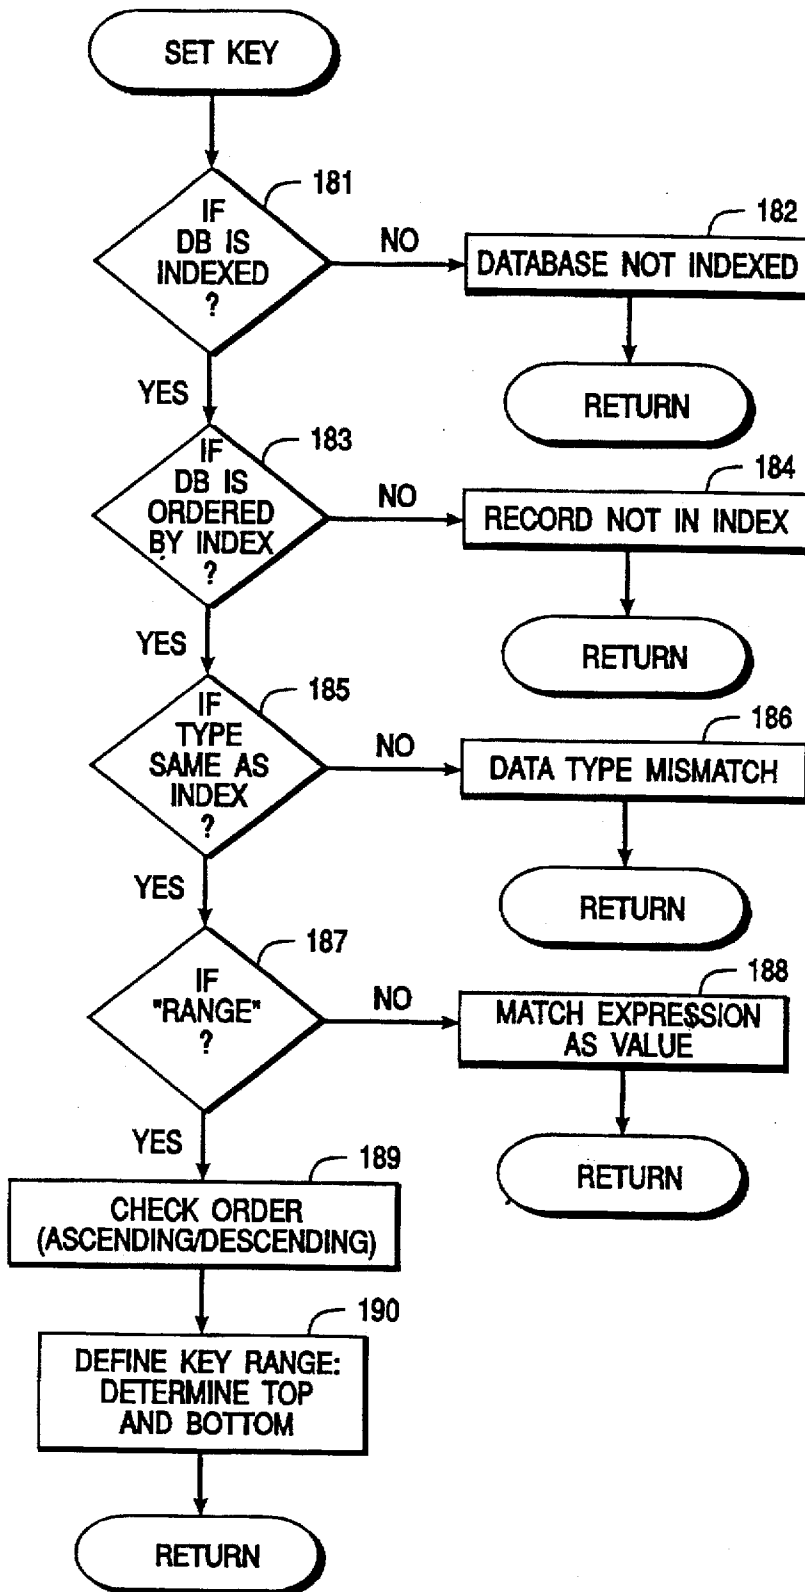 SET KEY
181
IF
DB IS
INDEXED
?
NO
182
DATABASE NOT INDEXED
RETURN
YES
183
IF
DB IS
ORDERED
BY INDEX
?
NO
184
RECORD NOT IN INDEX
RETURN
YES
185
IF
TYPE
SAME AS
INDEX
?
NO
186
DATA TYPE MISMATCH
RETURN
YES
187
IF
"RANGE"
?
NO
188
MATCH EXPRESSION
AS VALUE
RETURN
YES
189
CHECK ORDER
(ASCENDING/DESCENDING)
190
DEFINE KEY RANGE:
DETERMINE TOP
AND BOTTOM
RETURN